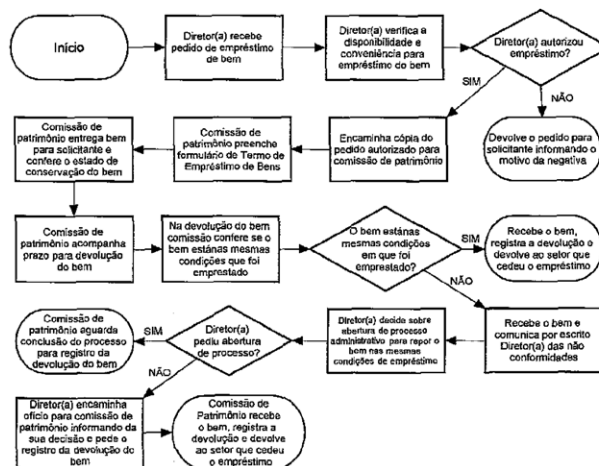 Início
Diretor(a) recebe
pedido de empréstimo
de bem
Diretor(a) verifica a
disponibilidade e
conveniência para
empréstimo do bem
Diretor(a) autorizou
empréstimo?
SIM
NÃO
Comissão de
patrimônio entrega bem
para solicitante e
confere o estado de
conservação do bem
Comissão de
patrimônio preenche
formulário de Termo de
Empréstimo de Bens
Encaminha cópia do
pedido autorizado para
comissão de patrimônio
Devolve o pedido para
solicitante informando o
motivo da negativa
Comissão de
patrimônio acompanha
prazo para devolução
do bem
Na devolução do bem
comissão confere se o
bem estánas mesmas
condições que foi
emprestado
O bem estánas
mesmas condições
em que foi
emprestado?
SIM
NÃO
Recebe o bem,
registra a devolução e
devolve ao setor que
cedeu o empréstimo
Comissão de
patrimônio aguarda
conclusão do processo
para registro da
devolução do bem
SIM
Diretor(a)
pediu abertura
de processo?
NÃO
Diretor(a) decide sobre
abertura de processo
administrativo para repor o
bem nas mesmas
condições de empréstimo
Recebe o bem e
comunica por escrito
Diretor(a) das não
conformidades
Diretor(a) encaminha
ofício para comissão de
patrimônio informando da
sua decisão e pede o
registro da devolução do
bem
Comissão de
Patrimônio recebe
o bem, registra a
devolução e devolve
ao setor que cedeu
o empréstimo